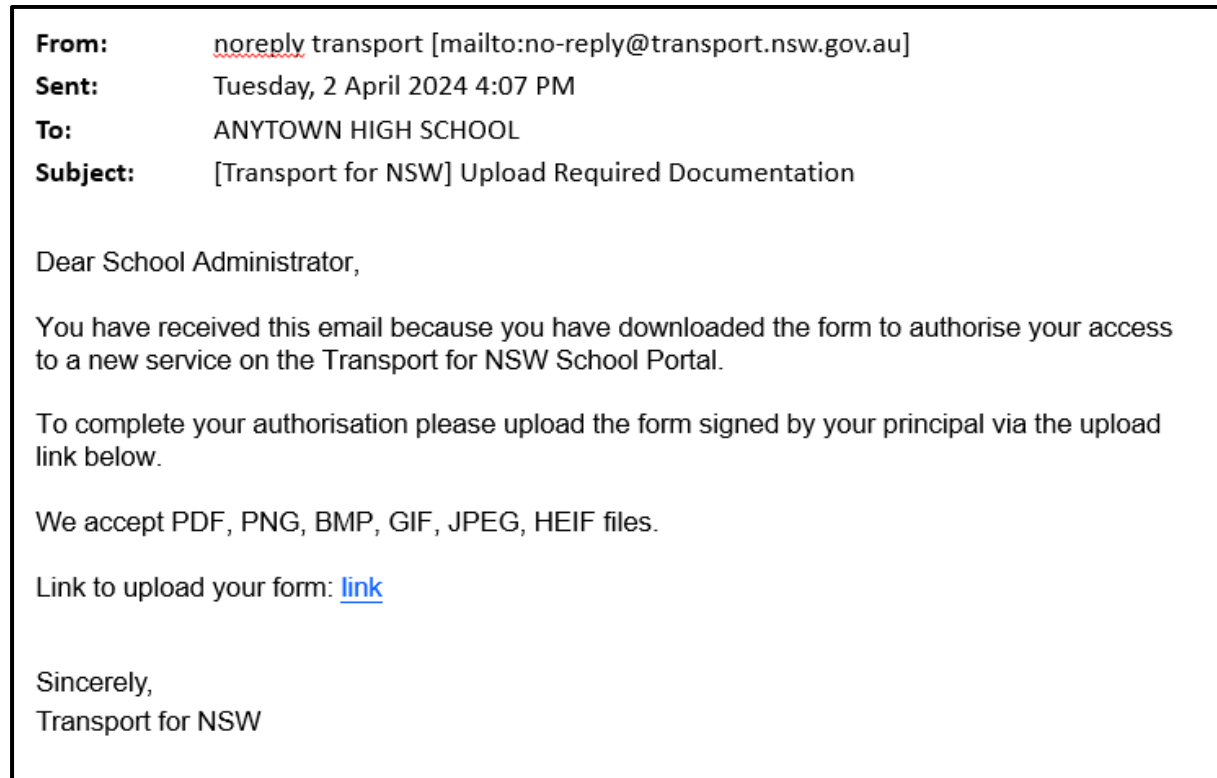 From: noreply transport [mailto:no-reply@transport.nsw.gov.au]
Sent: Tuesday, 2 April 2024 4:07 PM
To: ANYTOWN HIGH SCHOOL
Subject: [Transport for NSW] Upload Required Documentation
Dear School Administrator,
You have received this email because you have downloaded the form to authorise your access
to a new service on the Transport for NSW School Portal.
To complete your authorisation please upload the form signed by your principal via the upload
link below.
We accept PDF, PNG, BMP, GIF, JPEG, HEIF files.
Link to upload your form: link
Sincerely,
Transport for NSW